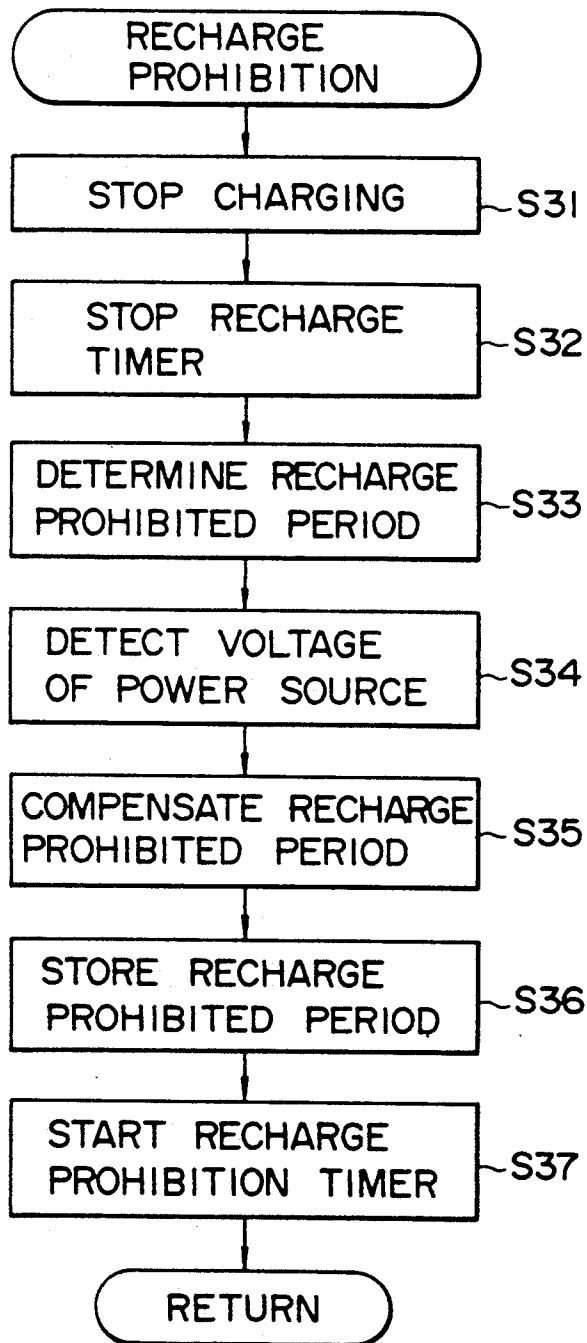 RECHARGE
PROHIBITION
STOP CHARGING
S31
STOP RECHARGE
TIMER
S32
DETERMINE RECHARGE
PROHIBITED PERIOD
S33
DETECT VOLTAGE
OF POWER SOURCE
S34
COMPENSATE RECHARGE
PROHIBITED PERIOD
S35
STORE RECHARGE
PROHIBITED PERIOD
S36
START RECHARGE
PROHIBITION TIMER
S37
RETURN